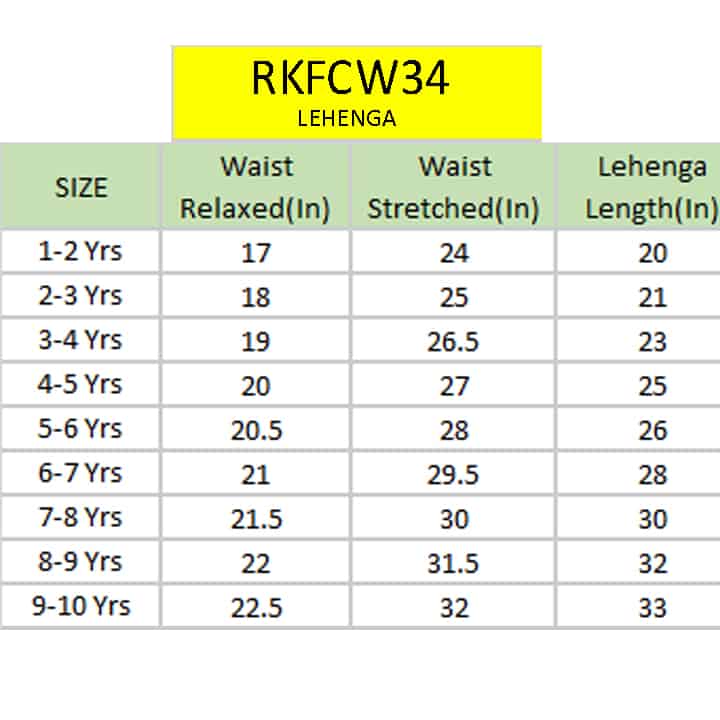 RKFCW34
LEHENGA
SIZE Waist Relaxed(In) Waist Stretched(In) Lehenga Length(In)
1-2 Yrs 17 24 20
2-3 Yrs 18 25 21
3-4 Yrs 19 26.5 23
4-5 Yrs 20 27 25
5-6 Yrs 20.5 28 26
6-7 Yrs 21 29.5 28
7-8 Yrs 21.5 30 30
8-9 Yrs 22 31.5 32
9-10 Yrs 22.5 32 33